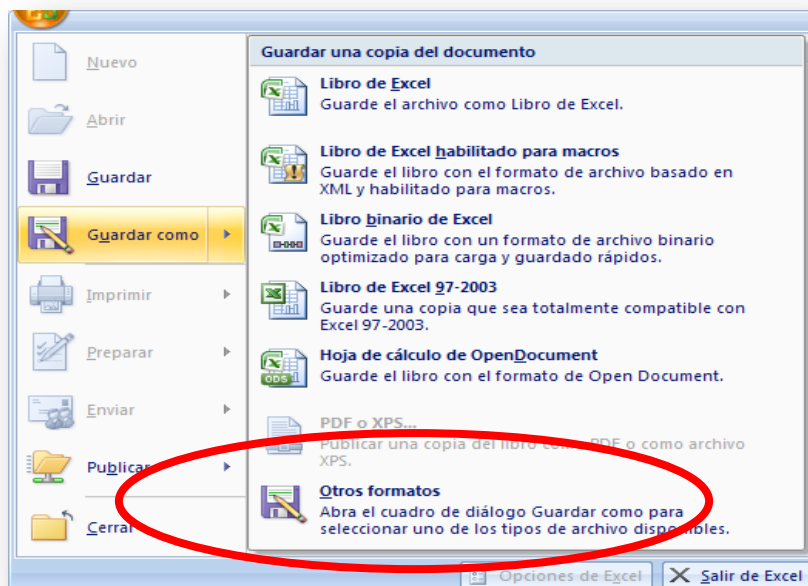 Nuevo
Abrir
Guardar
Guardar como
Imprimir
Preparar
Enviar
Publicar
Cerrar
Guardar una copia del documento
Libro de Excel
Guarde el archivo como Libro de Excel.
Libro de Excel habilitado para macros
Guarde el libro con el formato de archivo basado en
XML y habilitado para macros.
Libro binario de Excel
Guarde el libro con un formato de archivo binario
optimizado para carga y guardado rápidos.
Libro de Excel 97-2003
Guarde una copia que sea totalmente compatible con
Excel 97-2003.
Hoja de cálculo de OpenDocument
Guarde el libro con el formato de Open Document.
ODS
PDF o XPS...
Publicar una copia del libro como PDF o como archivo
XPS.
Otros formatos
Abra el cuadro de diálogo Guardar como para
seleccionar uno de los tipos de archivo disponibles.
Opciones de Excel
Salir de Excel